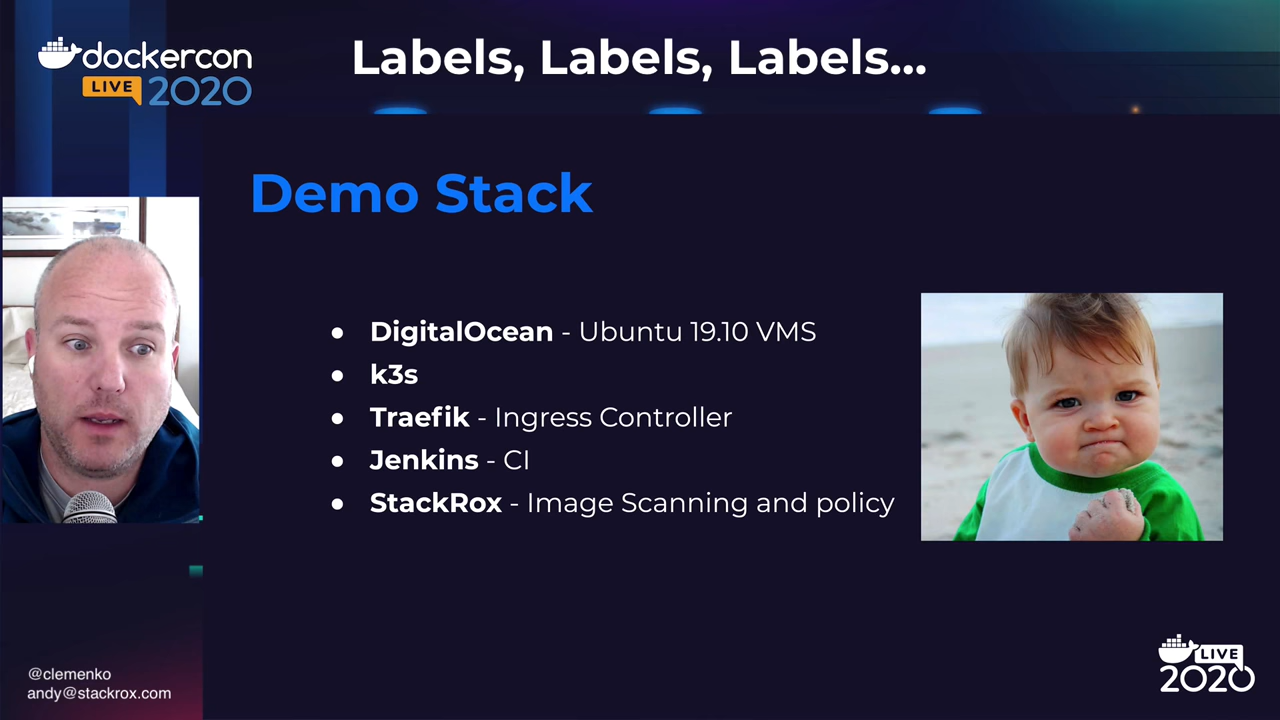 dockercon
LIVE 2020
Labels, Labels, Labels...
Demo Stack
● DigitalOcean - Ubuntu 19.10 VMS
● k3s
● Traefik - Ingress Controller
● Jenkins - CI
● StackRox - Image Scanning and policy
@clemenko
andy@stackrox.com
LIVE
2020